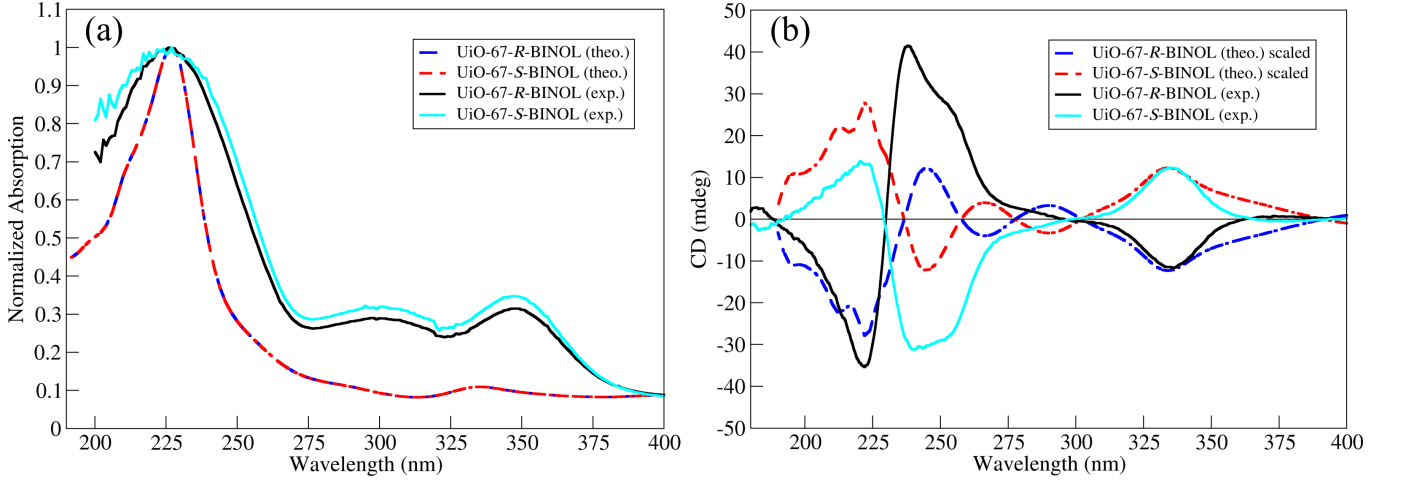 (a)
Normalized Absorption
1.1
1
0.9
0.8
0.7
0.6
0.5
0.4
0.3
0.2
0.1
0
UiO-67-R-BINOL (theo.)
UiO-67-S-BINOL (theo.)
UiO-67-R-BINOL (exp.)
UiO-67-S-BINOL (exp.)
200 225 250 275 300 325 350 375 400
Wavelength (nm)
(b)
CD (mdeg)
50
40
30
20
10
0
-10
-20
-30
-40
-50
UiO-67-R-BINOL (theo.) scaled
UiO-67-S-BINOL (theo.) scaled
UiO-67-R-BINOL (exp.)
UiO-67-S-BINOL (exp.)
200 225 250 275 300 325 350 375 400
Wavelength (nm)